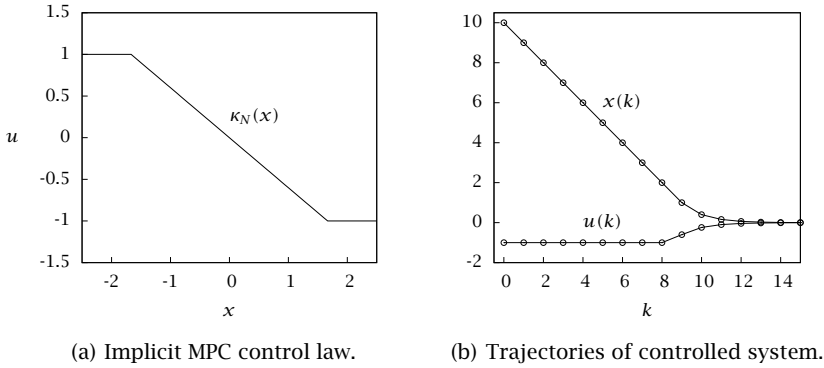 1.5
1
0.5
0
-0.5
-1
-1.5
u
κN(x)
-2 -1 0 1 2
x
(a) Implicit MPC control law.
10
8
6
4
2
0
-2
x(k)
u(k)
0 2 4 6 8 10 12 14
k
(b) Trajectories of controlled system.